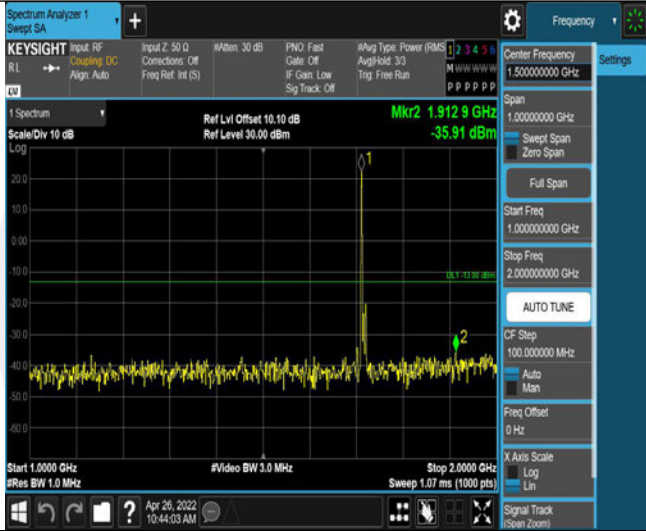 Spectrum Analyzer 1
Swept SA
Frequency
KEYSIGHT
RL
LV
Input: RF
Coupling: DC
Align: Auto
Input Z: 50 Ω
Corrections: Off
Freq Ref: Int (S)
#Atten: 30 dB
PNO: Fast
Gate: Off
IF Gain: Low
Sig Track: Off
#Avg Type: Power (RMS
Avg|Hold: 3/3
Trig: Free Run
1 2 3 4 5 6
M W W W W W
P P P P P P
1 Spectrum
Scale/Div 10 dB
Log
Ref Lvl Offset 10.10 dB
Ref Level 30.00 dBm
Mkr2 1.912 9 GHz
-35.91 dBm
1
20.0
10.0
0.00
-10.0
DL1 -13.00 dBm
-20.0
-30.0
2
-40.0
-50.0
-60.0
Start 1.0000 GHz
#Res BW 1.0 MHz
#Video BW 3.0 MHz
Stop 2.0000 GHz
Sweep 1.07 ms (1000 pts)
Apr 26, 2022
10:44:03 AM
Center Frequency
1.500000000 GHz
Settings
Span
1.00000000 GHz
Swept Span
Zero Span
Full Span
Start Freq
1.000000000 GHz
Stop Freq
2.000000000 GHz
AUTO TUNE
CF Step
100.000000 MHz
Auto
Man
Freq Offset
0 Hz
X Axis Scale
Log
Lin
Signal Track
(Span Zoom)